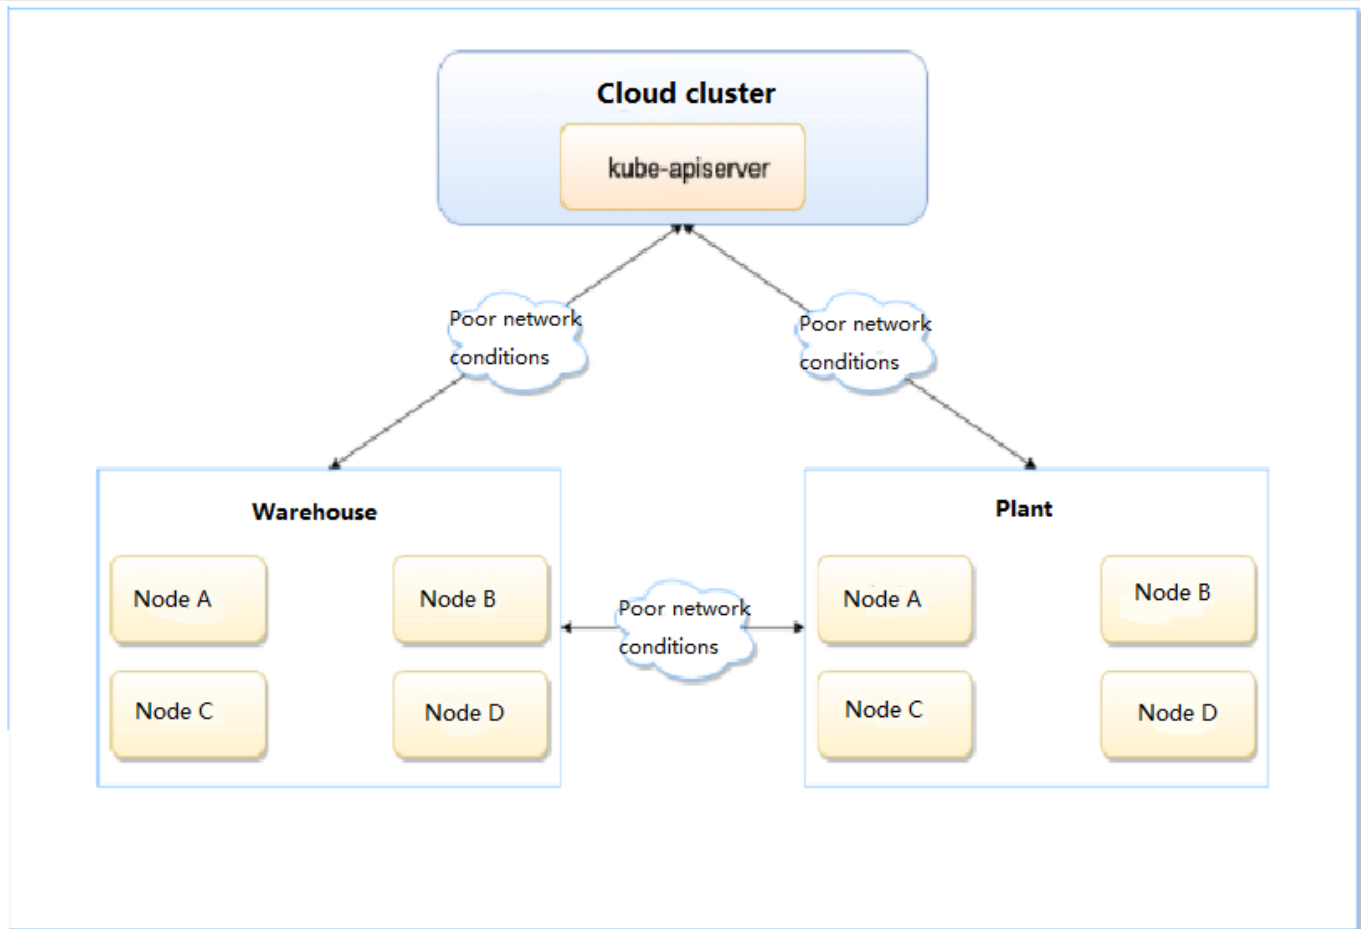 Cloud cluster
kube-apiserver
Poor network
conditions
Poor network
conditions
Warehouse
Node A
Node B
Node C
Node D
Poor network
conditions
Plant
Node A
Node B
Node C
Node D